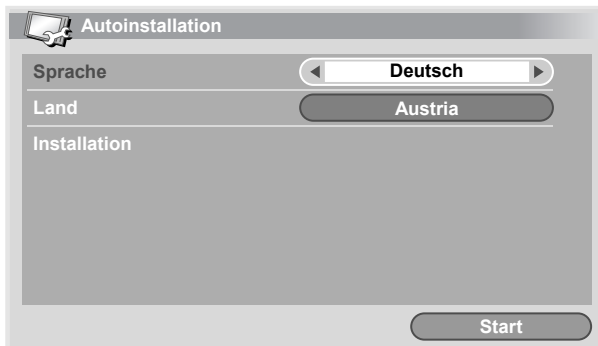 Autoinstallation
Sprache Deutsch
Land Austria
Installation
Start